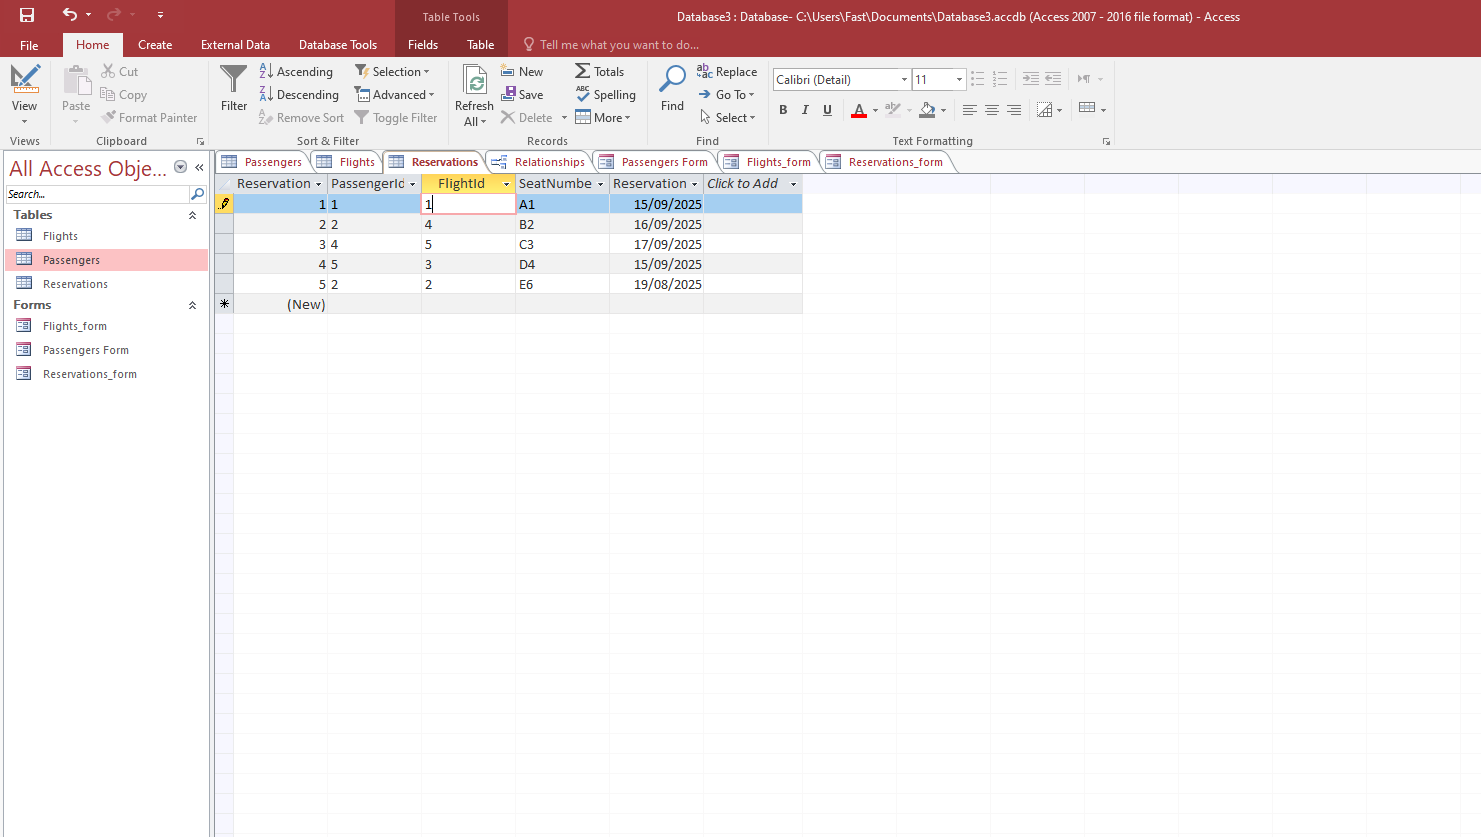 Table Tools
Database3 : Database- C:\Users\Fast\Documents\Database3.accdb (Access 2007 - 2016 file format) - Access
File Home Create External Data Database Tools Fields Table Tell me what you want to do...
View
Views
Paste
Cut
Copy
Format Painter
Clipboard
Filter
Ascending
Descending
Remove Sort
Selection
Advanced
Toggle Filter
Sort & Filter
Refresh All
New
Save
Delete
Totals
Spelling
More
Records
Find
Replace
Go To
Select
Find
Calibri (Detail) 11
B I U A
Text Formatting
All Access Obje...
Search...
Tables
Flights
Passengers
Reservations
Forms
Flights_form
Passengers Form
Reservations_form
Passengers Flights Reservations Relationships Passengers Form Flights_form Reservations_form
Reservation PassengerId FlightId SeatNumbe Reservation Click to Add
1 1 1 A1 15/09/2025
2 2 4 B2 16/09/2025
3 4 5 C3 17/09/2025
4 5 3 D4 15/09/2025
5 2 2 E6 19/08/2025
(New)